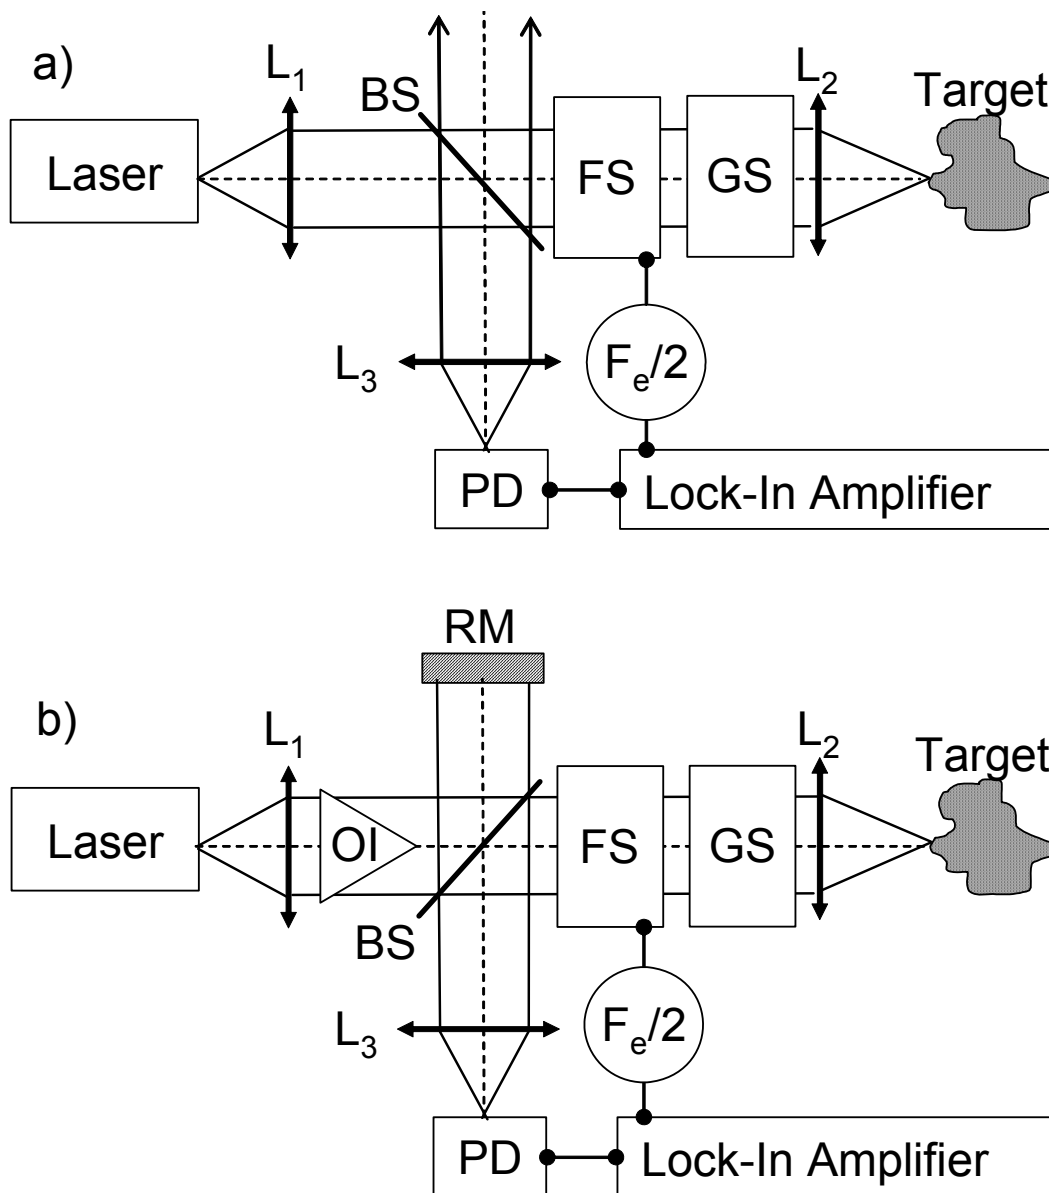 a)
L₁
BS
L₂
Target
Laser
FS
GS
L₃
Fₑ/2
PD
Lock-In Amplifier
RM
b)
L₁
L₂
Target
Laser
OI
FS
GS
BS
L₃
Fₑ/2
PD
Lock-In Amplifier